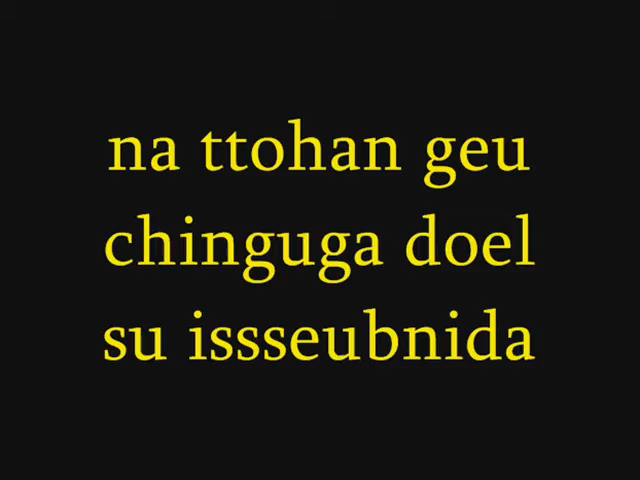 na ttohan geu
chinguga doel
su issseubnida